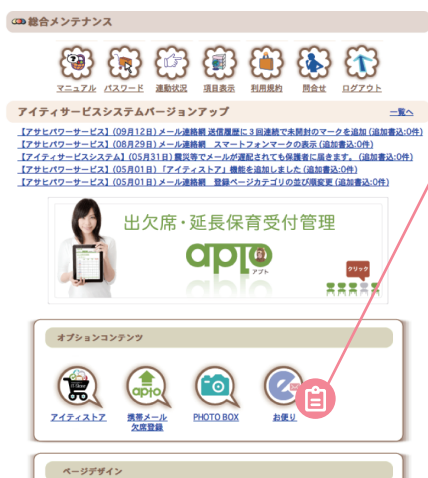 総合メンテナンス
マニュアル パスワード 連動状況 項目表示 利用規約 問合せ ログアウト
アイティサービスシステムバージョンアップ 一覧へ
【アサヒパワーサービス】(09月12日)メール連絡網 送信履歴に3回連続で未開封のマークを追加(追加書込:0件)
【アサヒパワーサービス】(08月29日)メール連絡網 スマートフォンマークの表示(追加書込:0件)
【アイティサービスシステム】(05月31日)震災等でメールが遅配されても保護者に届きます。(追加書込:0件)
【アサヒパワーサービス】(05月01日)「アイティストア」機能を追加しました(追加書込:0件)
【アサヒパワーサービス】(05月01日)メール連絡網 登録ページカテゴリの並び順変更(追加書込:0件)
出欠席・延長保育受付管理
apto
アプト
クリック
オプションコンテンツ
apto
アイティストア 携帯メール PHOTO BOX お便り
欠席登録
ページデザイン